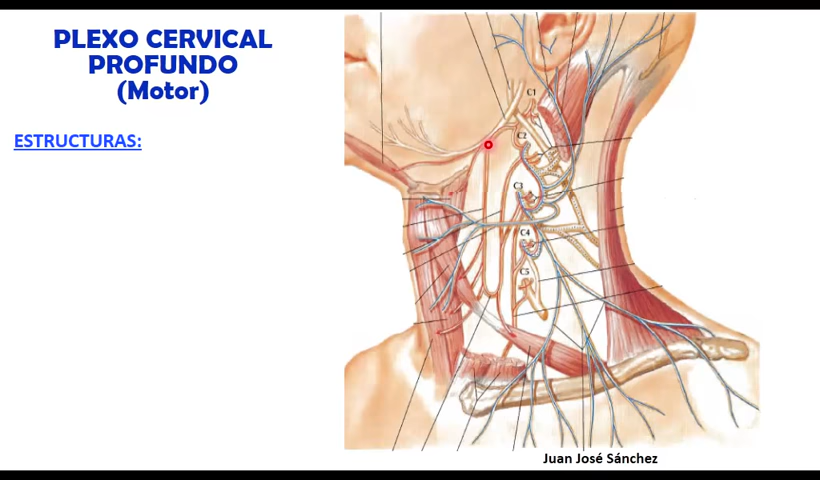 PLEXO CERVICAL
PROFUNDO
(Motor)
ESTRUCTURAS:
C1
C2
C3
C4
C5
Juan José Sánchez